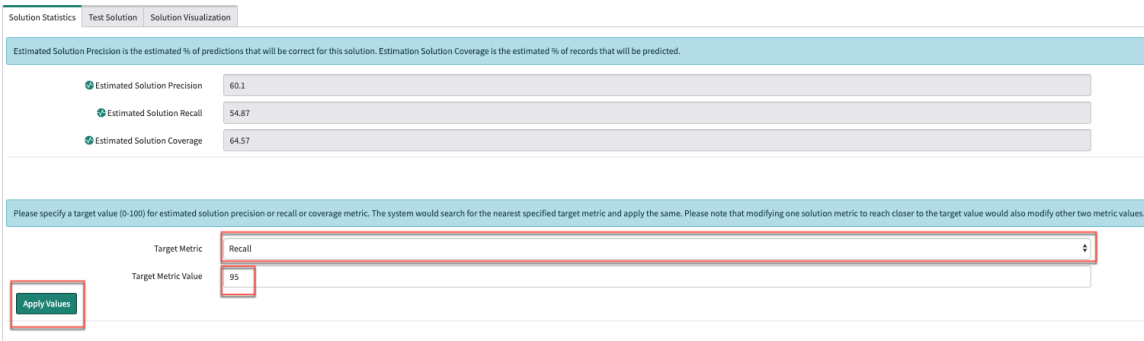 Solution Statistics Test Solution Solution Visualization
Estimated Solution Precision is the estimated % of predictions that will be correct for this solution. Estimation Solution Coverage is the estimated % of records that will be predicted.
Estimated Solution Precision 60.1
Estimated Solution Recall 54.87
Estimated Solution Coverage 64.57
Please specify a target value (0-100) for estimated solution precision or recall or coverage metric. The system would search for the nearest specified target metric and apply the same. Please note that modifying one solution metric to reach closer to the target value would also modify other two metric values.
Target Metric Recall
Target Metric Value 95
Apply Values